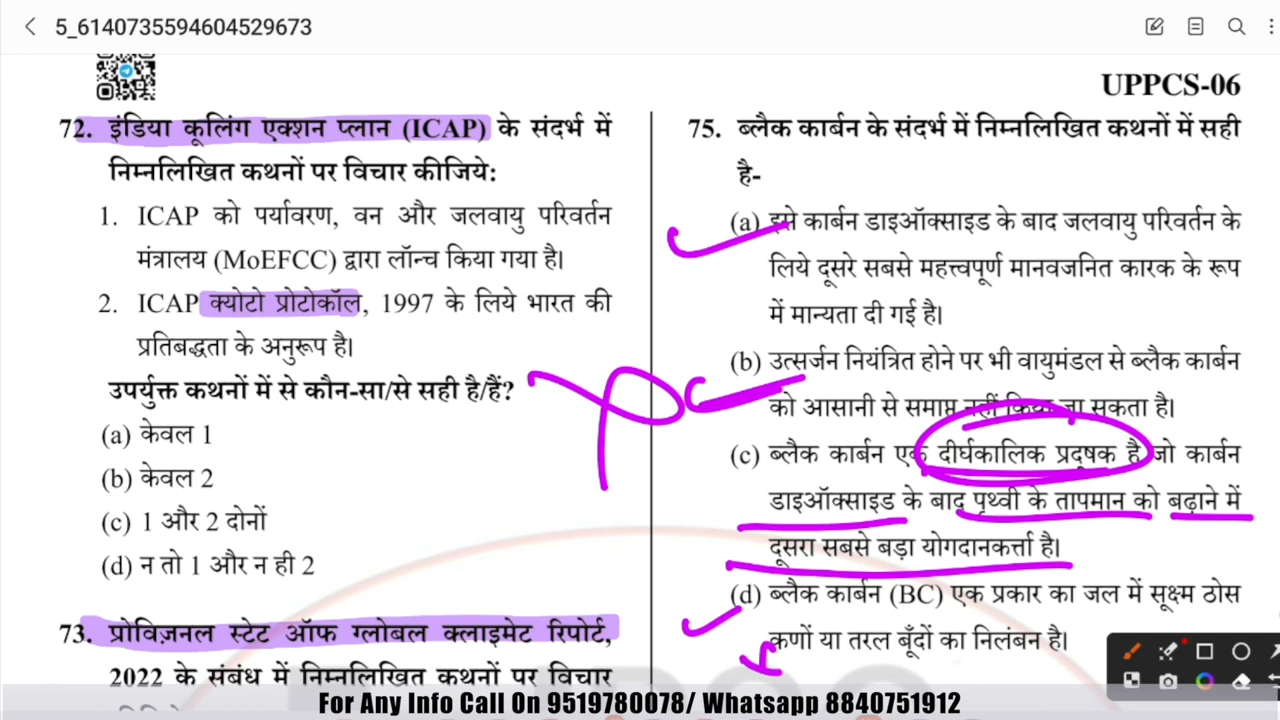 5_6140735594604529673
UPPCS-06
72. इंडिया कूलिंग एक्शन प्लान (ICAP) के संदर्भ में
निम्नलिखित कथनों पर विचार कीजिये:
1. ICAP को पर्यावरण, वन और जलवायु परिवर्तन
मंत्रालय (MoEFCC) द्वारा लॉन्च किया गया है।
2. ICAP क्योटो प्रोटोकॉल, 1997 के लिये भारत की
प्रतिबद्धता के अनुरूप है।
उपर्युक्त कथनों में से कौन-सा/से सही है/हैं?
(a) केवल 1
(b) केवल 2
(c) 1 और 2 दोनों
(d) न तो 1 और न ही 2
73. प्रोविज़नल स्टेट ऑफ ग्लोबल क्लाइमेट रिपोर्ट,
2022 के संबंध में निम्नलिखित कथनों पर विचार
75. ब्लैक कार्बन के संदर्भ में निम्नलिखित कथनों में सही
है-
(a) इसे कार्बन डाइऑक्साइड के बाद जलवायु परिवर्तन के
लिये दूसरे सबसे महत्त्वपूर्ण मानवजनित कारक के रूप
में मान्यता दी गई है।
(b) उत्सर्जन नियंत्रित होने पर भी वायुमंडल से ब्लैक कार्बन
को आसानी से समाप्त नहीं किया जा सकता है।
(c) ब्लैक कार्बन एक दीर्घकालिक प्रदूषक है जो कार्बन
डाइऑक्साइड के बाद पृथ्वी के तापमान को बढ़ाने में
दूसरा सबसे बड़ा योगदानकर्त्ता है।
(d) ब्लैक कार्बन (BC) एक प्रकार का जल में सूक्ष्म ठोस
कणों या तरल बूँदों का निलंबन है।
For Any Info Call On 9519780078/ Whatsapp 8840751912